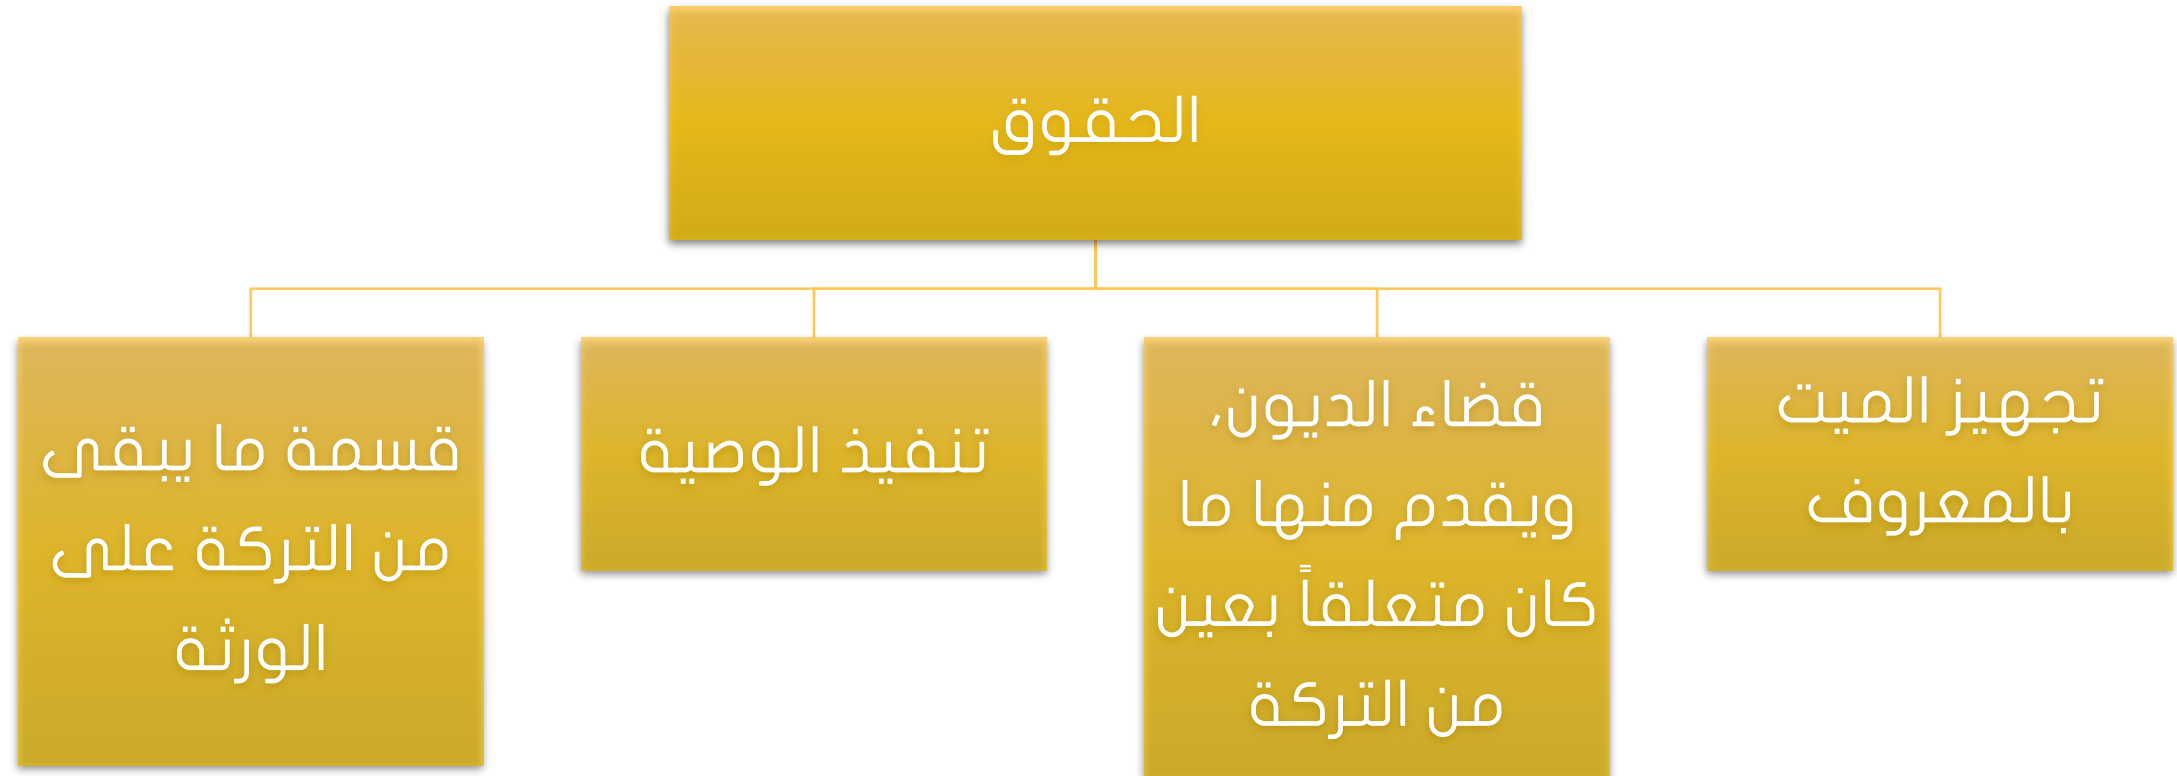 الحقوق
تجهيز الميت
بالمعروف
قضاء الديون،
ويقدم منها ما
كان متعلقاً بعين
من التركة
تنفيذ الوصية
قسمة ما يبقى
من التركة على
الورثة